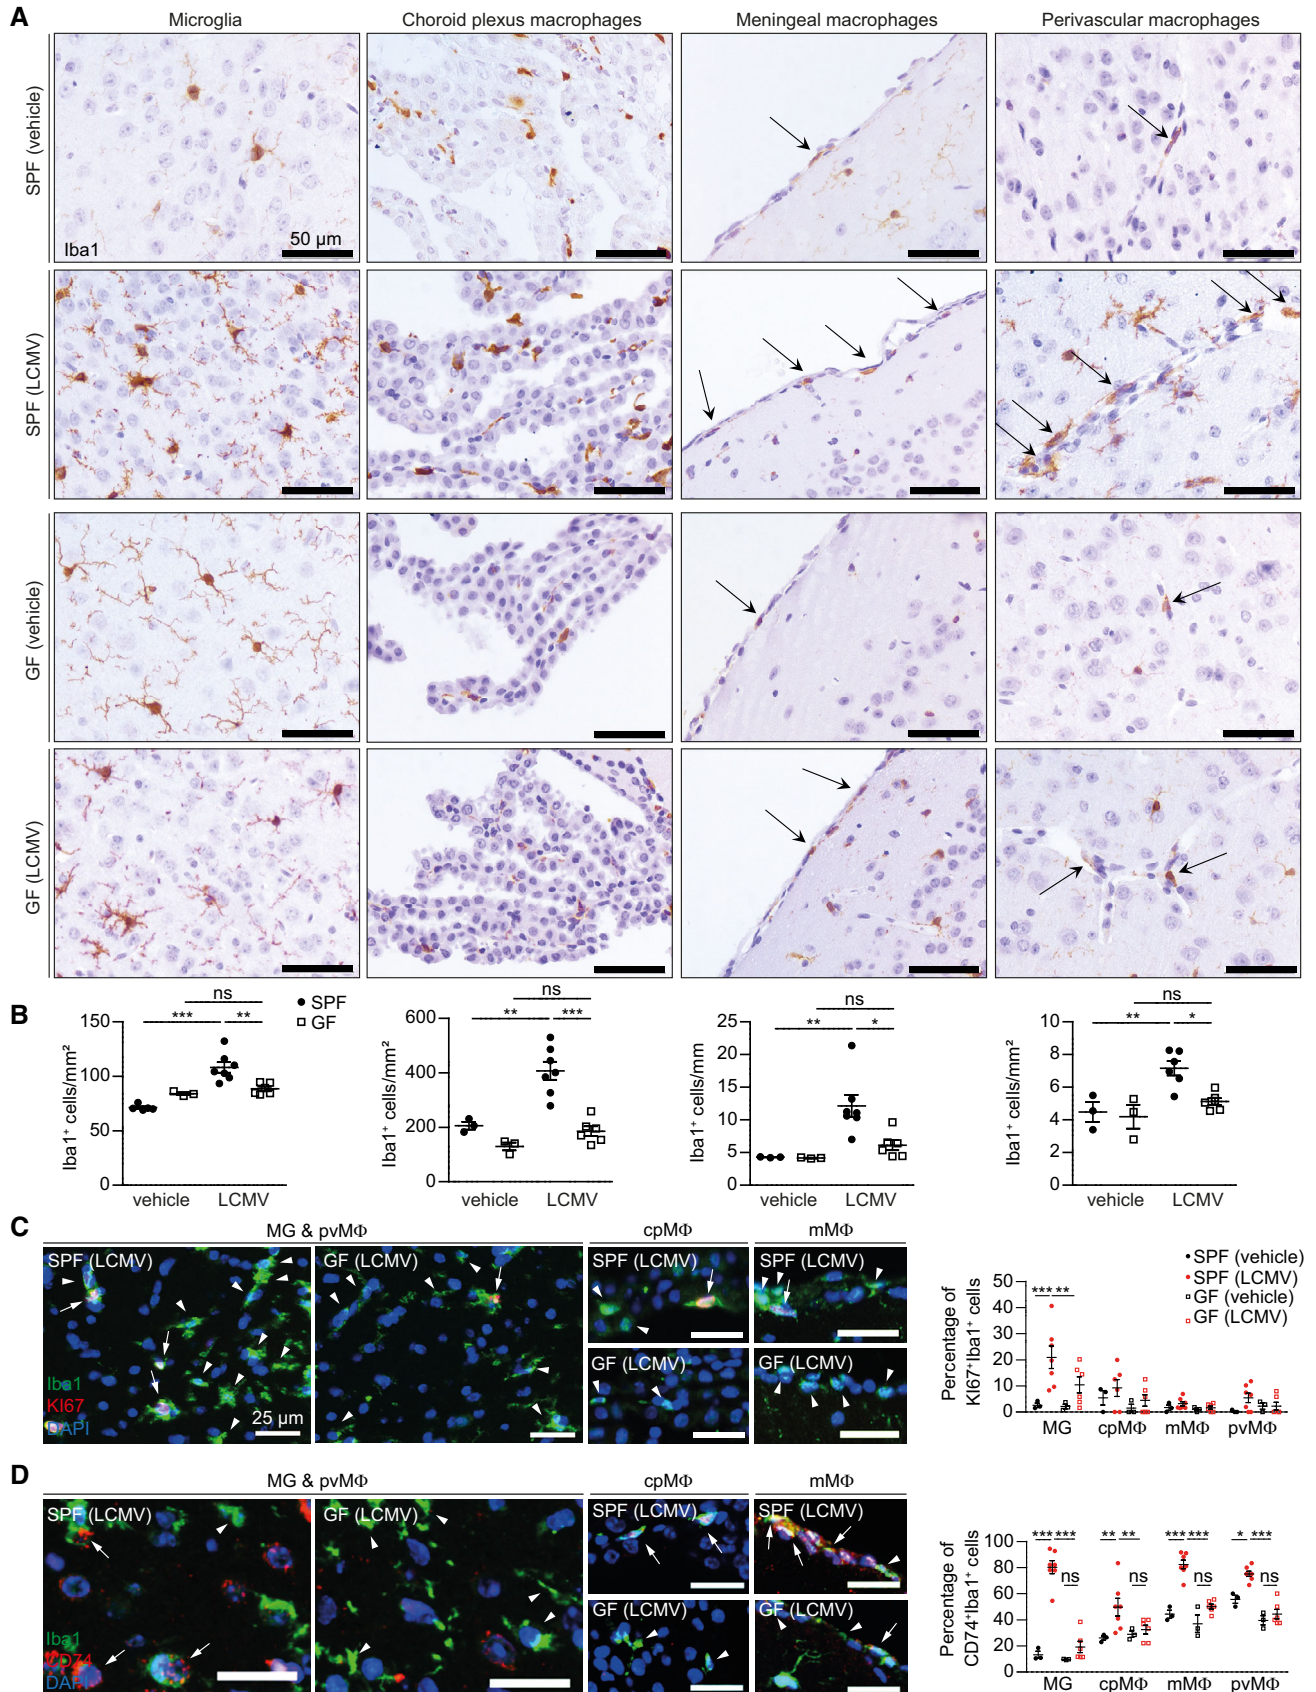 A
Microglia
Choroid plexus macrophages
Meningeal macrophages
Perivascular macrophages
SPF (vehicle)
Iba1
50 µm
SPF (LCMV)
GF (vehicle)
GF (LCMV)
B
SPF
GF
Iba1⁺ cells/mm²
150
100
50
0
***
**
ns
vehicle
LCMV
Iba1⁺ cells/mm²
600
400
200
0
**
***
vehicle
LCMV
Iba1⁺ cells/mm
25
20
15
10
5
0
ns
**
*
vehicle
LCMV
Iba1⁺ cells/mm²
10
8
6
4
2
0
ns
**
*
vehicle
LCMV
C
MG & pvMΦ
cpMΦ
mMΦ
SPF (LCMV)
GF (LCMV)
SPF (LCMV)
SPF (LCMV)
GF (LCMV)
GF (LCMV)
Iba1
KI67
DAPI
25 µm
SPF (vehicle)
SPF (LCMV)
GF (vehicle)
GF (LCMV)
Percentage of
KI67⁺Iba1⁺ cells
50
40
30
20
10
0
*** **
MG
cpMΦ
mMΦ
pvMΦ
D
MG & pvMΦ
cpMΦ
mMΦ
SPF (LCMV)
GF (LCMV)
SPF (LCMV)
SPF (LCMV)
GF (LCMV)
GF (LCMV)
Iba1
CD74
DAPI
Percentage of
CD74⁺Iba1⁺ cells
100
80
60
40
20
0
*** *** ** ** *** *** * ***
ns ns ns ns
MG
cpMΦ
mMΦ
pvMΦ